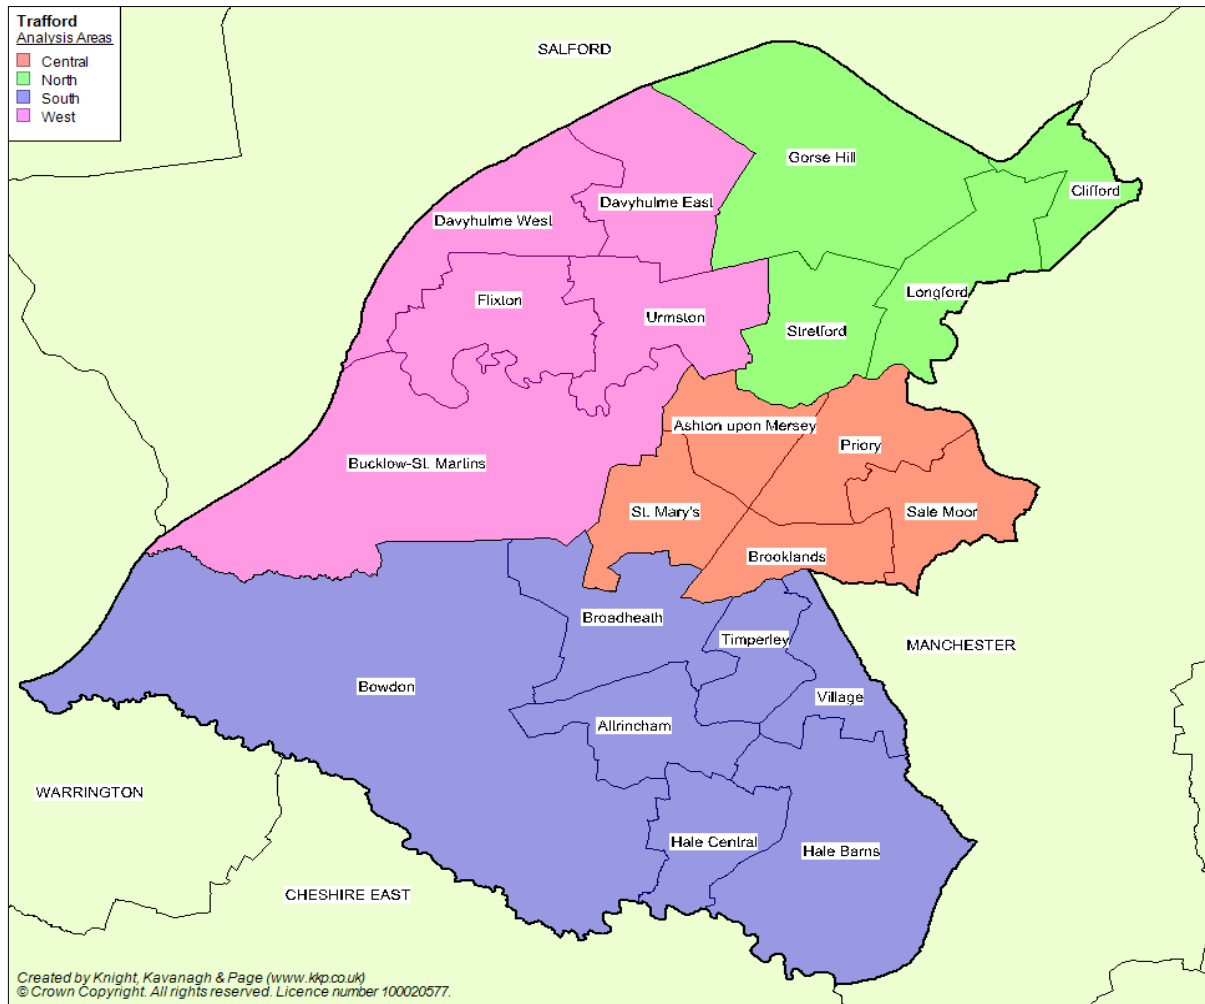 Trafford
Analysis Areas
Central
North
South
West
SALFORD
Gorse Hill
Clifford
Davyhulme East
Davyhulme West
Longford
Flixton
Urmston
Stretford
Ashton upon Mersey
Priory
Bucklow-St. Martins
St. Mary's
Sale Moor
Brooklands
Broadheath
Timperley
MANCHESTER
Bowdon
Village
Altrincham
WARRINGTON
Hale Central
Hale Barns
CHESHIRE EAST
Created by Knight, Kavanagh & Page (www.kkp.co.uk)
© Crown Copyright. All rights reserved. Licence number 100020577.